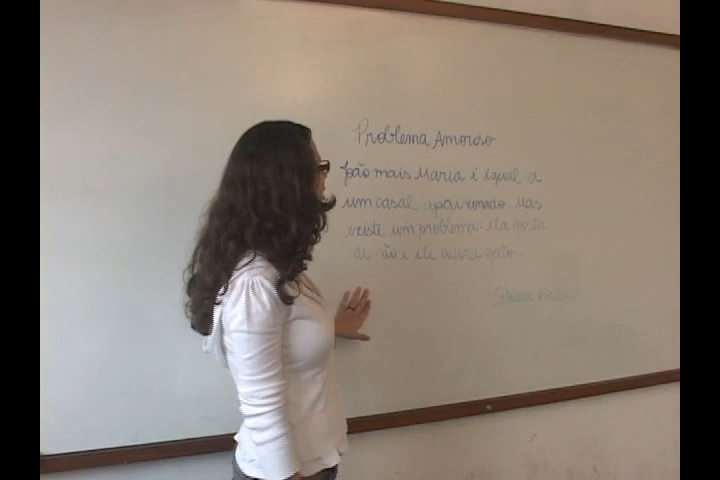 Problema Amoroso
João mais Maria é igual a
um casal apaixonado mas
existe um problema: ela gosta
de cão e ele adora gato